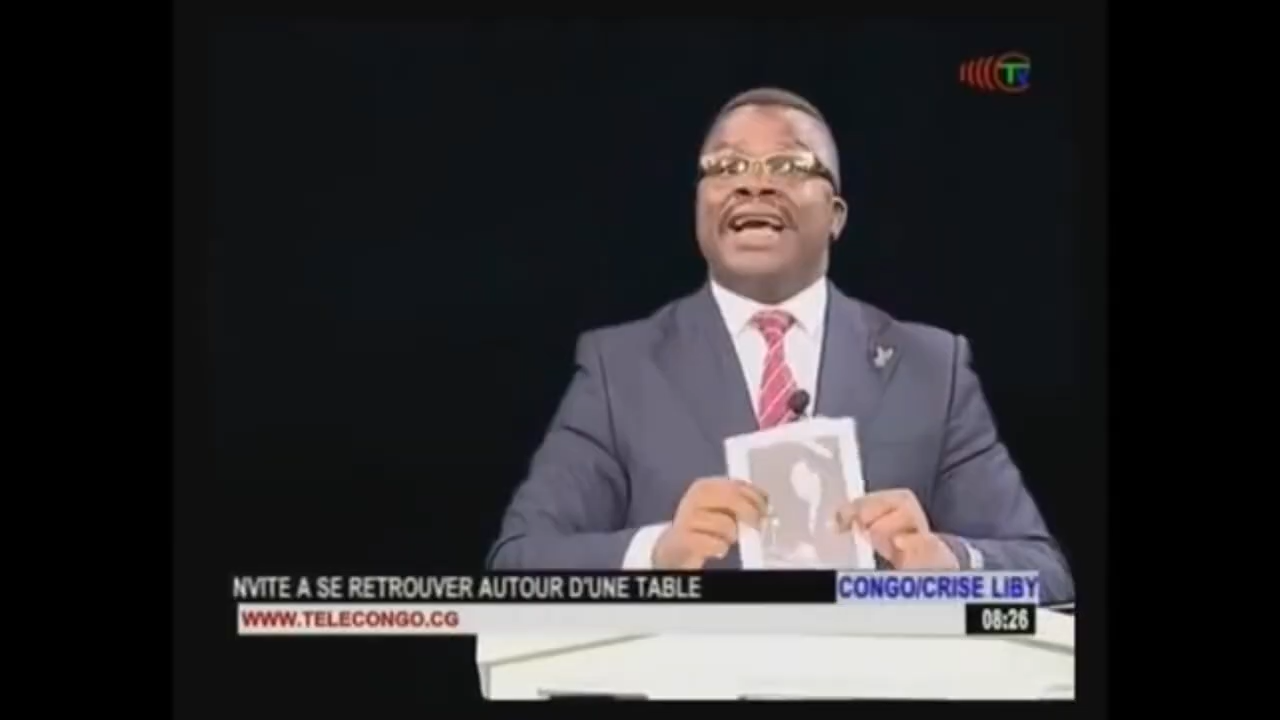 NVITE A SE RETROUVER AUTOUR D'UNE TABLE
CONGO/CRISE LIBY
WWW.TELECONGO.CG
08:26